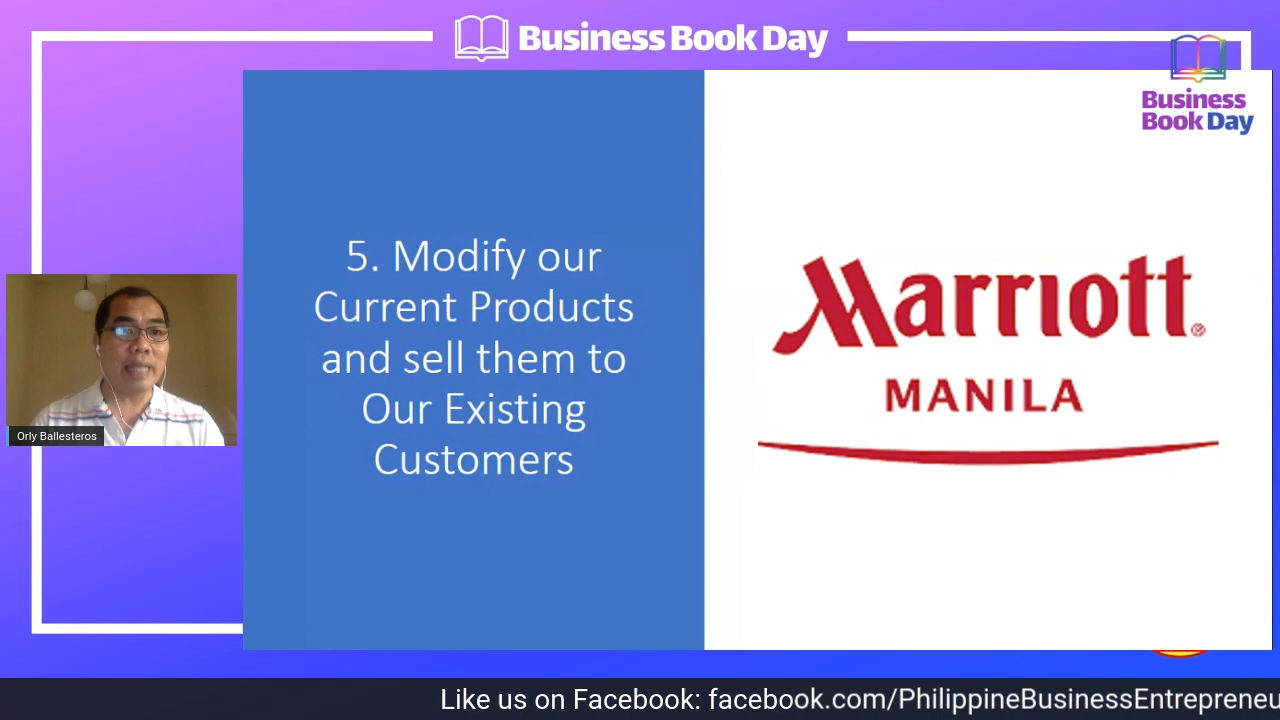 Business Book Day
Business
Book Day
5. Modify our
Current Products
and sell them to
Our Existing
Customers
Marriott®
MANILA
Orly Ballesteros
Like us on Facebook: facebook.com/PhilippineBusinessEntrepreneu